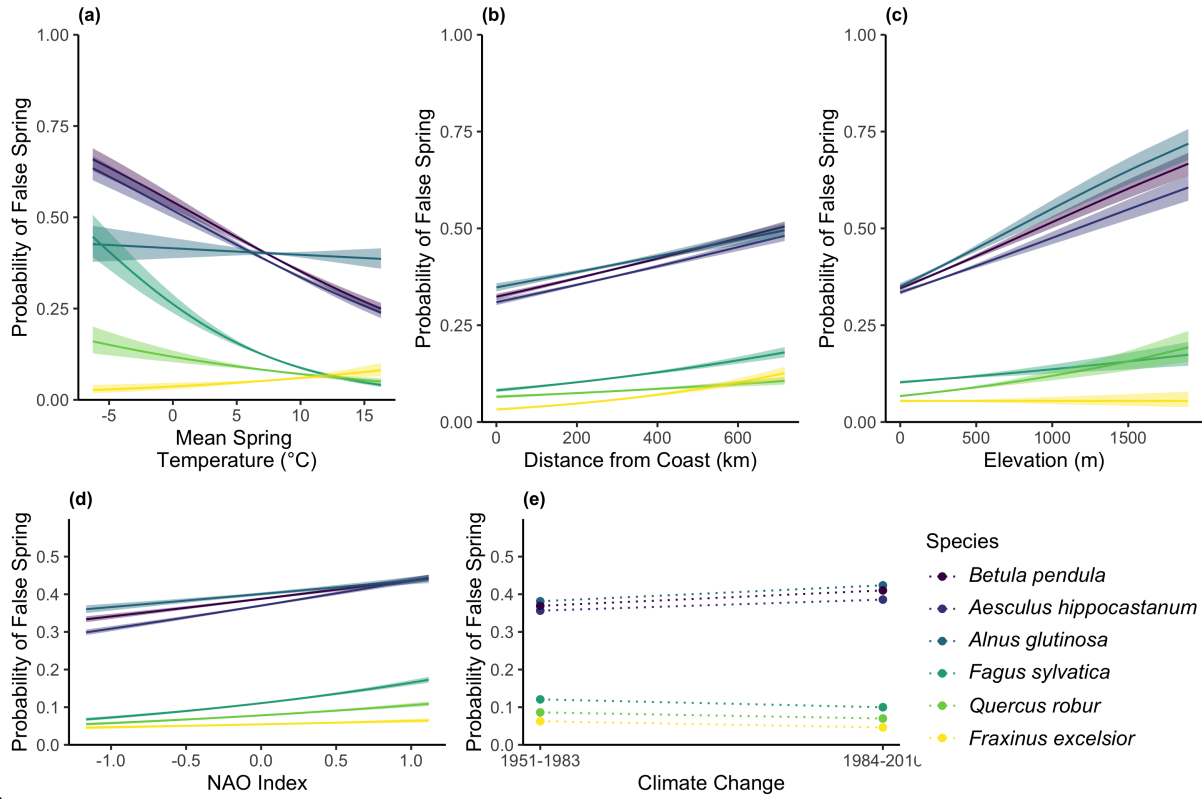 (a)
1.00
0.75
0.50
0.25
0.00
Probability of False Spring
-5 0 5 10 15
Mean Spring
Temperature (°C)
(b)
1.00
0.75
0.50
0.25
0.00
Probability of False Spring
0 200 400 600
Distance from Coast (km)
(c)
1.00
0.75
0.50
0.25
0.00
Probability of False Spring
0 500 1000 1500
Elevation (m)
(d)
0.5
0.4
0.3
0.2
0.1
0.0
Probability of False Spring
-1.0 -0.5 0.0 0.5 1.0
NAO Index
(e)
0.5
0.4
0.3
0.2
0.1
0.0
Probability of False Spring
1951-1983
Climate Change
Species
Betula pendula
Aesculus hippocastanum
Alnus glutinosa
Fagus sylvatica
Quercus robur
Fraxinus excelsior